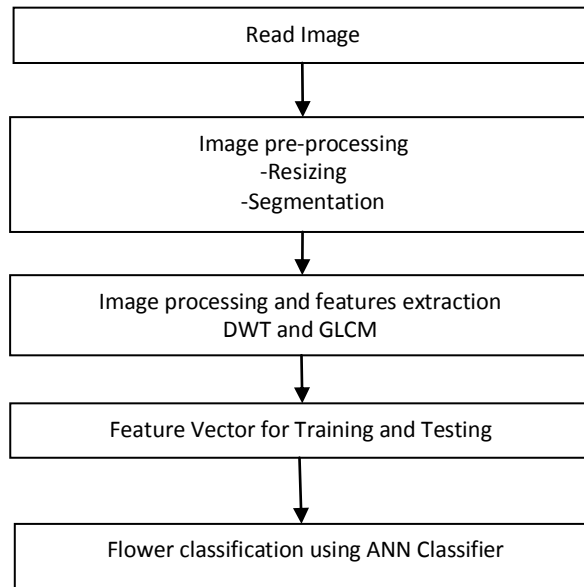 Read Image
Image pre-processing
-Resizing
-Segmentation
Image processing and features extraction
DWT and GLCM
Feature Vector for Training and Testing
Flower classification using ANN Classifier